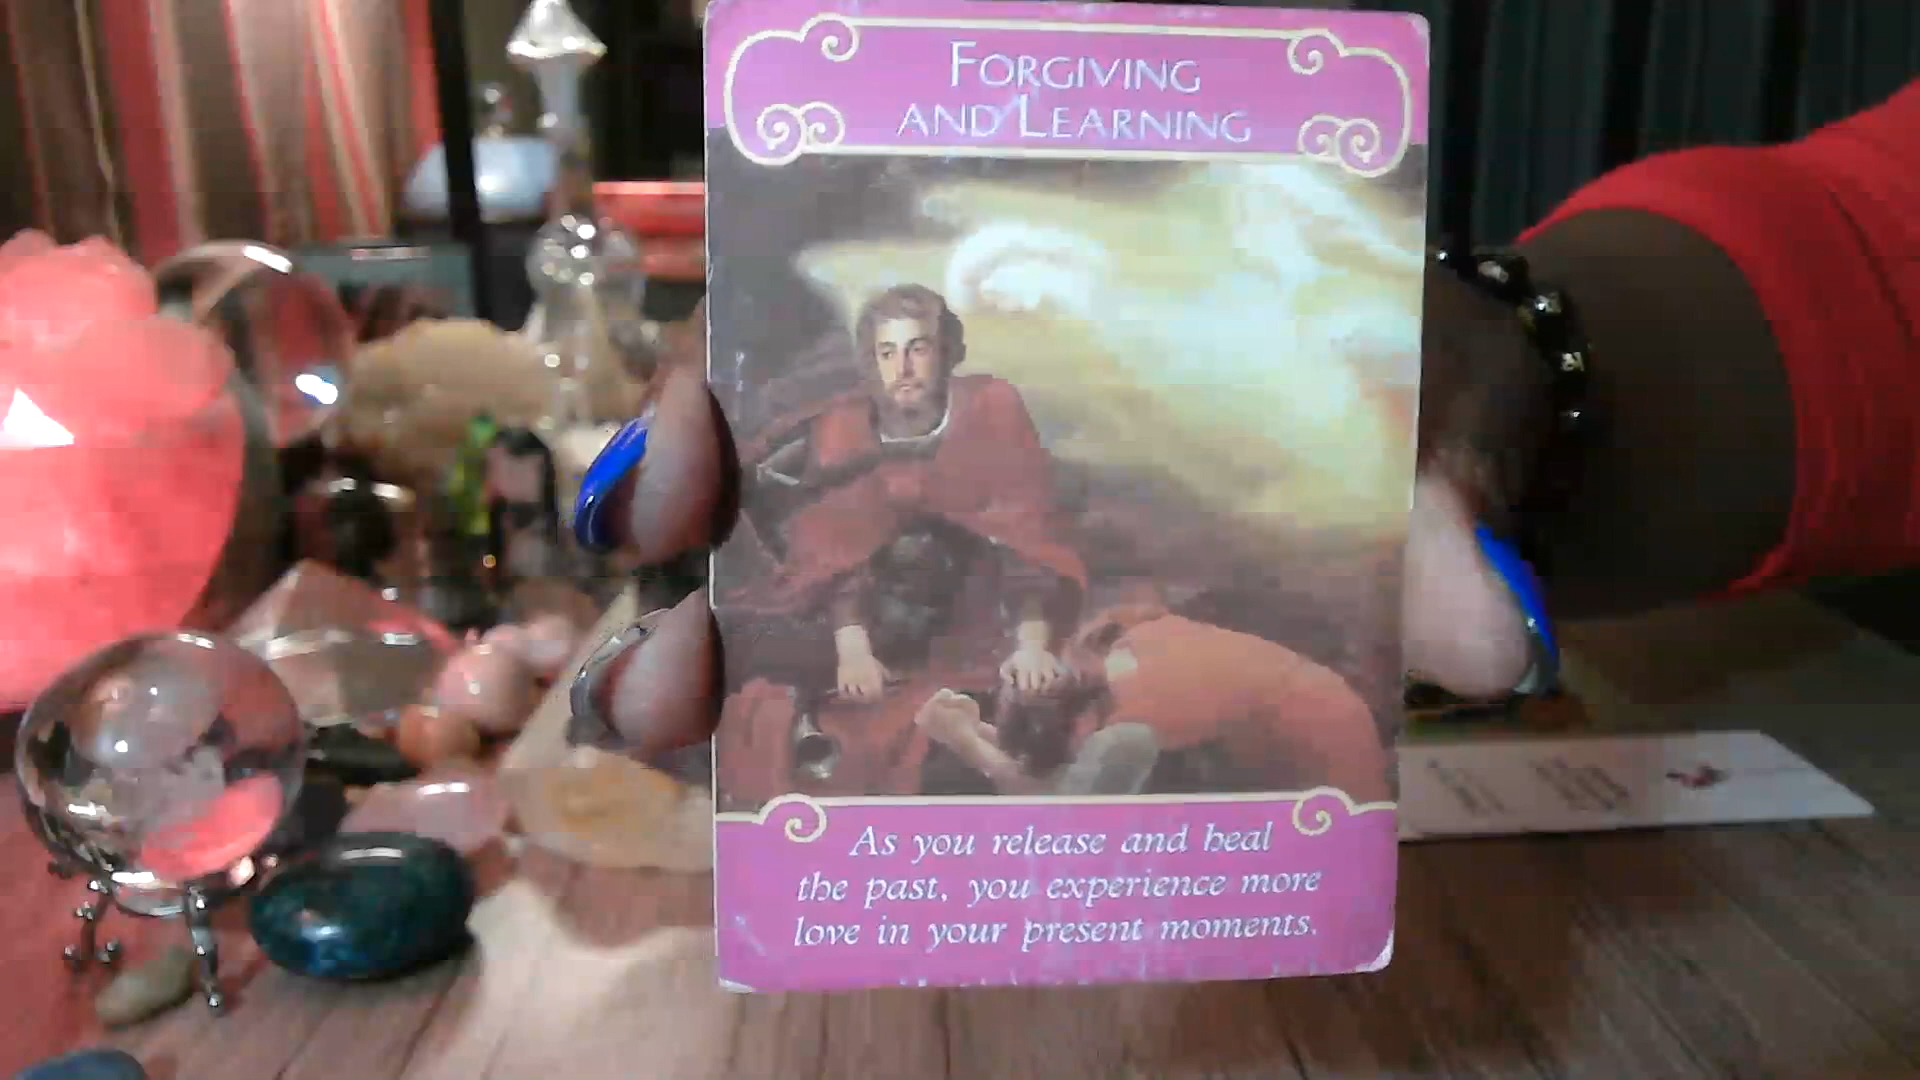 FORGIVING
AND LEARNING
As you release and heal
the past, you experience more
love in your present moments.